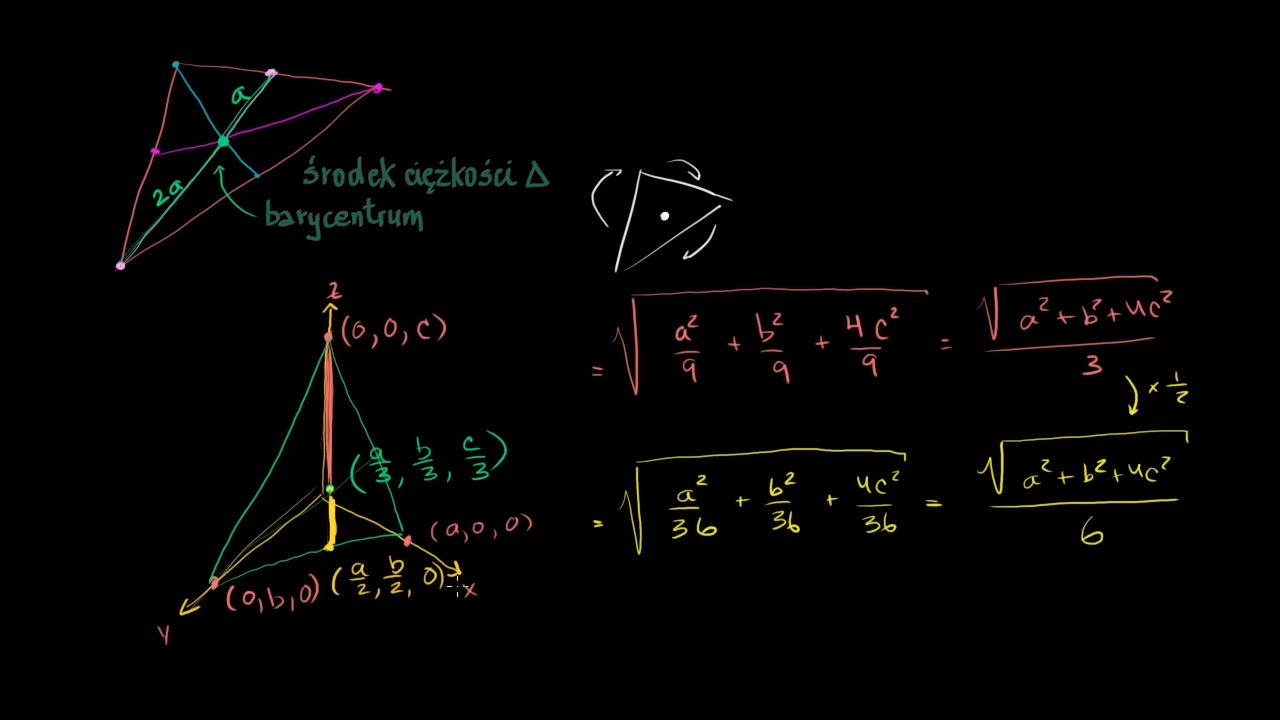 a
2a
środek ciężkości Δ
barycentrum
z
(0, 0, c)
= √(a²/9 + b²/9 + 4c²/9) = √(a² + b² + 4c²)/3
× 1/2
(a/3, b/3, c/3)
= √(a²/36 + b²/36 + 4c²/36) = √(a² + b² + 4c²)/6
(a, 0, 0)
(0, b, 0) (a/2, b/2, 0)
x
y